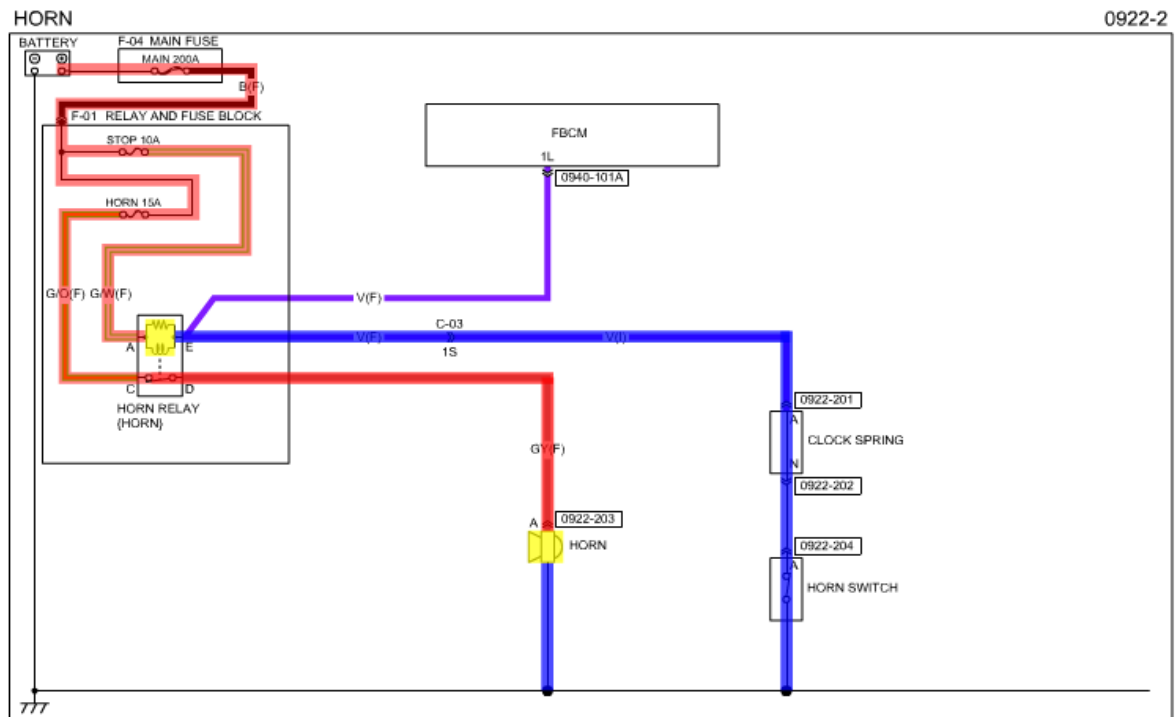 HORN
0922-2
BATTERY
F-04 MAIN FUSE
MAIN 200A
B(F)
F-01 RELAY AND FUSE BLOCK
STOP 10A
HORN 15A
FBCM
1L
0940-101A
G/O(F)
G/W(F)
V(F)
C-03
V(F)
V(I)
1S
A
E
C
D
HORN RELAY
{HORN}
0922-201
A
CLOCK SPRING
N
0922-202
GY(F)
A
0922-203
HORN
0922-204
A
HORN SWITCH